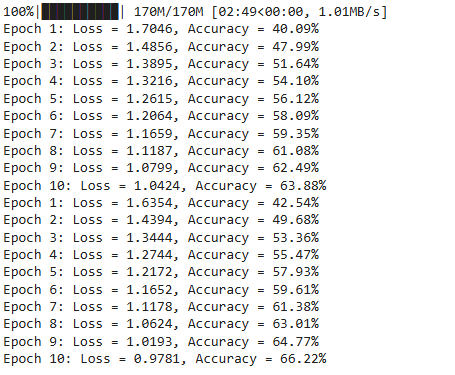 100%|██████████| 170M/170M [02:49<00:00, 1.01MB/s]
Epoch 1: Loss = 1.7046, Accuracy = 40.09%
Epoch 2: Loss = 1.4856, Accuracy = 47.99%
Epoch 3: Loss = 1.3895, Accuracy = 51.64%
Epoch 4: Loss = 1.3216, Accuracy = 54.10%
Epoch 5: Loss = 1.2615, Accuracy = 56.12%
Epoch 6: Loss = 1.2064, Accuracy = 58.09%
Epoch 7: Loss = 1.1659, Accuracy = 59.35%
Epoch 8: Loss = 1.1187, Accuracy = 61.08%
Epoch 9: Loss = 1.0799, Accuracy = 62.49%
Epoch 10: Loss = 1.0424, Accuracy = 63.88%
Epoch 1: Loss = 1.6354, Accuracy = 42.54%
Epoch 2: Loss = 1.4394, Accuracy = 49.68%
Epoch 3: Loss = 1.3444, Accuracy = 53.36%
Epoch 4: Loss = 1.2744, Accuracy = 55.47%
Epoch 5: Loss = 1.2172, Accuracy = 57.93%
Epoch 6: Loss = 1.1652, Accuracy = 59.61%
Epoch 7: Loss = 1.1178, Accuracy = 61.38%
Epoch 8: Loss = 1.0624, Accuracy = 63.01%
Epoch 9: Loss = 1.0193, Accuracy = 64.77%
Epoch 10: Loss = 0.9781, Accuracy = 66.22%